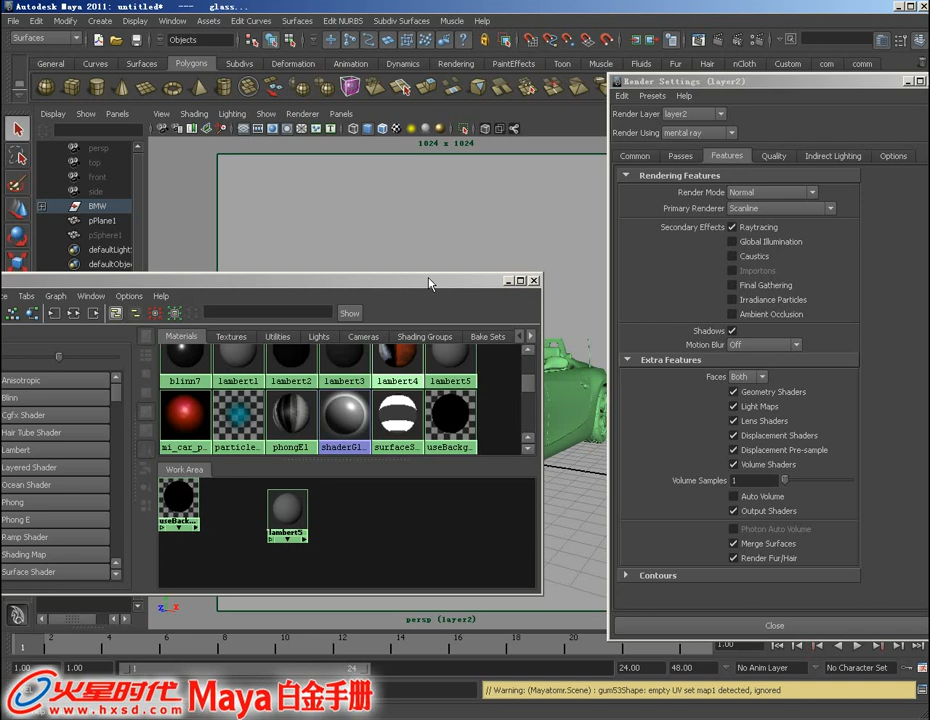 Autodesk Maya 2011: untitled* --- glass...
File Edit Modify Create Display Window Assets Edit Curves Surfaces Edit NURBS Subdiv Surfaces Muscle Help
Surfaces Objects
General Curves Surfaces Polygons Subdivs Deformation Animation Dynamics Rendering PaintEffects Toon Muscle Fluids Fur Hair nCloth Custom com comm
Render Settings (layer2)
Edit Presets Help
Display Show Panels View Shading Lighting Show Renderer Panels
Render Layer layer2
Render Using mental ray
1024 x 1024
persp
top
front
side
BMW
pPlane1
pSphere1
defaultLight
defaultObje
Common Passes Features Quality Indirect Lighting Options
Rendering Features
Render Mode Normal
Primary Renderer Scanline
Secondary Effects Raytracing
Global Illumination
Caustics
Importons
Final Gathering
Irradiance Particles
Ambient Occlusion
Shadows
Motion Blur Off
Extra Features
Faces Both
Geometry Shaders
Light Maps
Lens Shaders
Displacement Shaders
Displacement Pre-sample
Volume Shaders
Volume Samples 1
Auto Volume
Output Shaders
Photon Auto Volume
Merge Surfaces
Render Fur/Hair
Contours
Close
Tabs Graph Window Options Help
Show
Materials Textures Utilities Lights Cameras Shading Groups Bake Sets
blinn7 lambert1 lambert2 lambert3 lambert4 lambert5
mi_car_p... particle... phongE1 shaderGl... surfaceS... useBackg...
Anisotropic
Blinn
Cgfx Shader
Hair Tube Shader
Lambert
Layered Shader
Ocean Shader
Phong
Phong E
Ramp Shader
Shading Map
Surface Shader
Work Area
useBack...
lambert5
z x
persp (layer2)
1 2 4 6 8 10 12 14 16 18 20 1.00
1.00 1.00 1 24 24.00 48.00 No Anim Layer No Character Set
// Warning: (Mayatomr.Scene) : gum53Shape: empty UV set map1 detected, ignored
火星时代 Maya 白金手册
www.hxsd.com